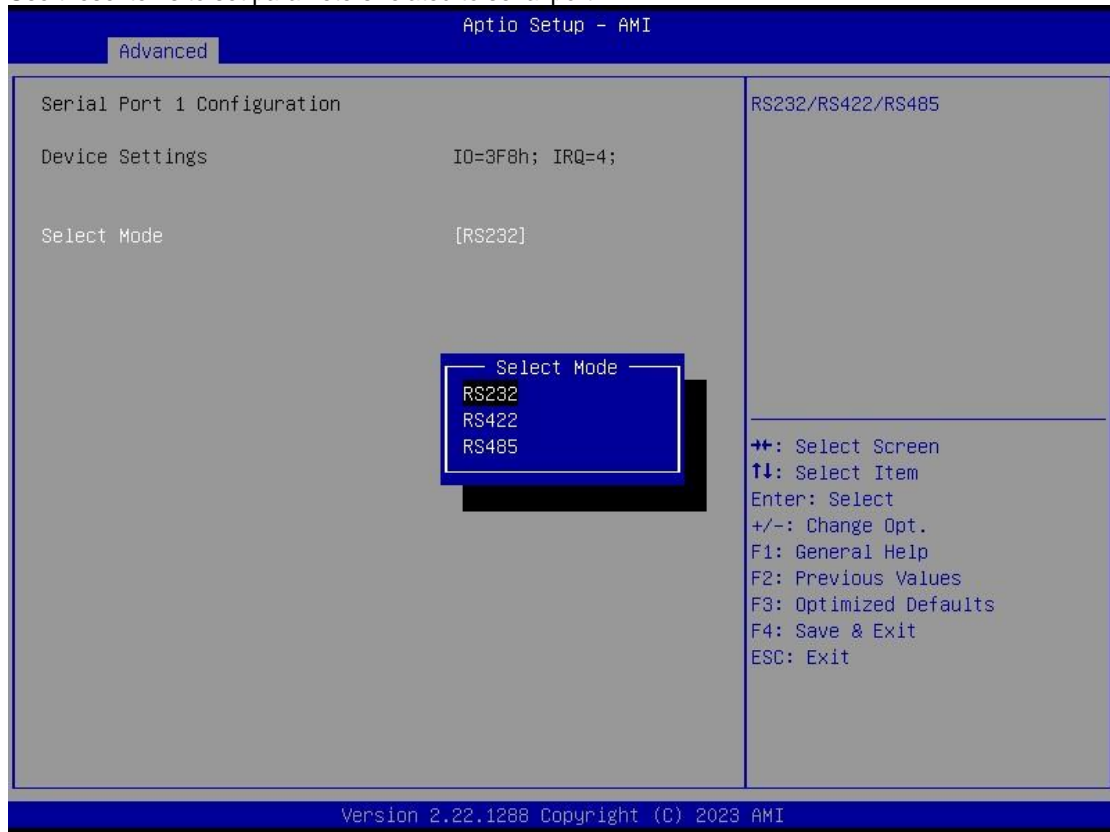 Aptio Setup - AMI
Advanced
Serial Port 1 Configuration
Device Settings IO=3F8h; IRQ=4;
Select Mode [RS232]
Select Mode
RS232
RS422
RS485
RS232/RS422/RS485
→←: Select Screen
↑↓: Select Item
Enter: Select
+/-: Change Opt.
F1: General Help
F2: Previous Values
F3: Optimized Defaults
F4: Save & Exit
ESC: Exit
Version 2.22.1288 Copyright (C) 2023 AMI